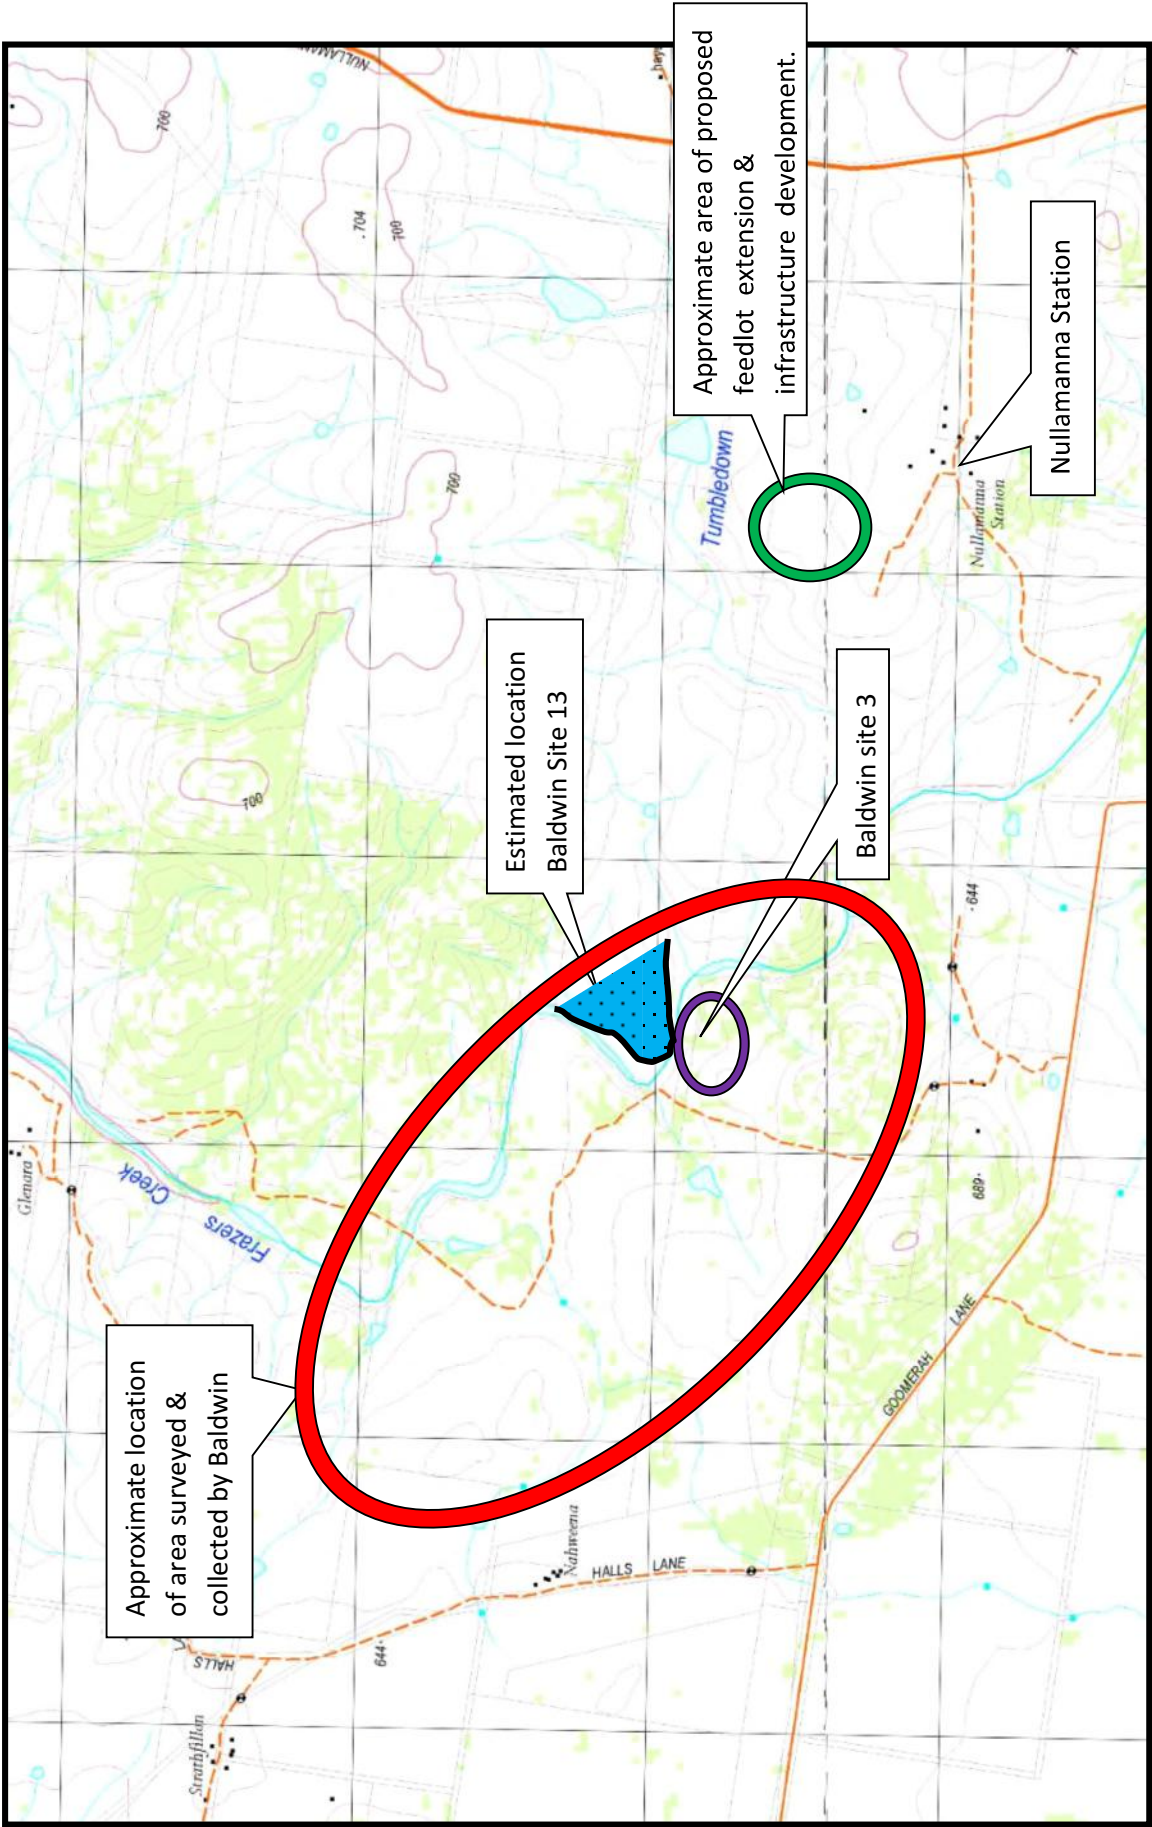 Approximate location
of area surveyed &
collected by Baldwin
Estimated location
Baldwin Site 13
Baldwin site 3
Approximate area of proposed
feedlot extension &
infrastructure development.
Nullamanna Station
Strathfillan
HALLS
644
Glenara
Frazers
Creek
700
700
700
.704
700
Nahweena
HALLS LANE
Tumbledown
GOOMERAH
LANE
689
644
Nullamanna
Station